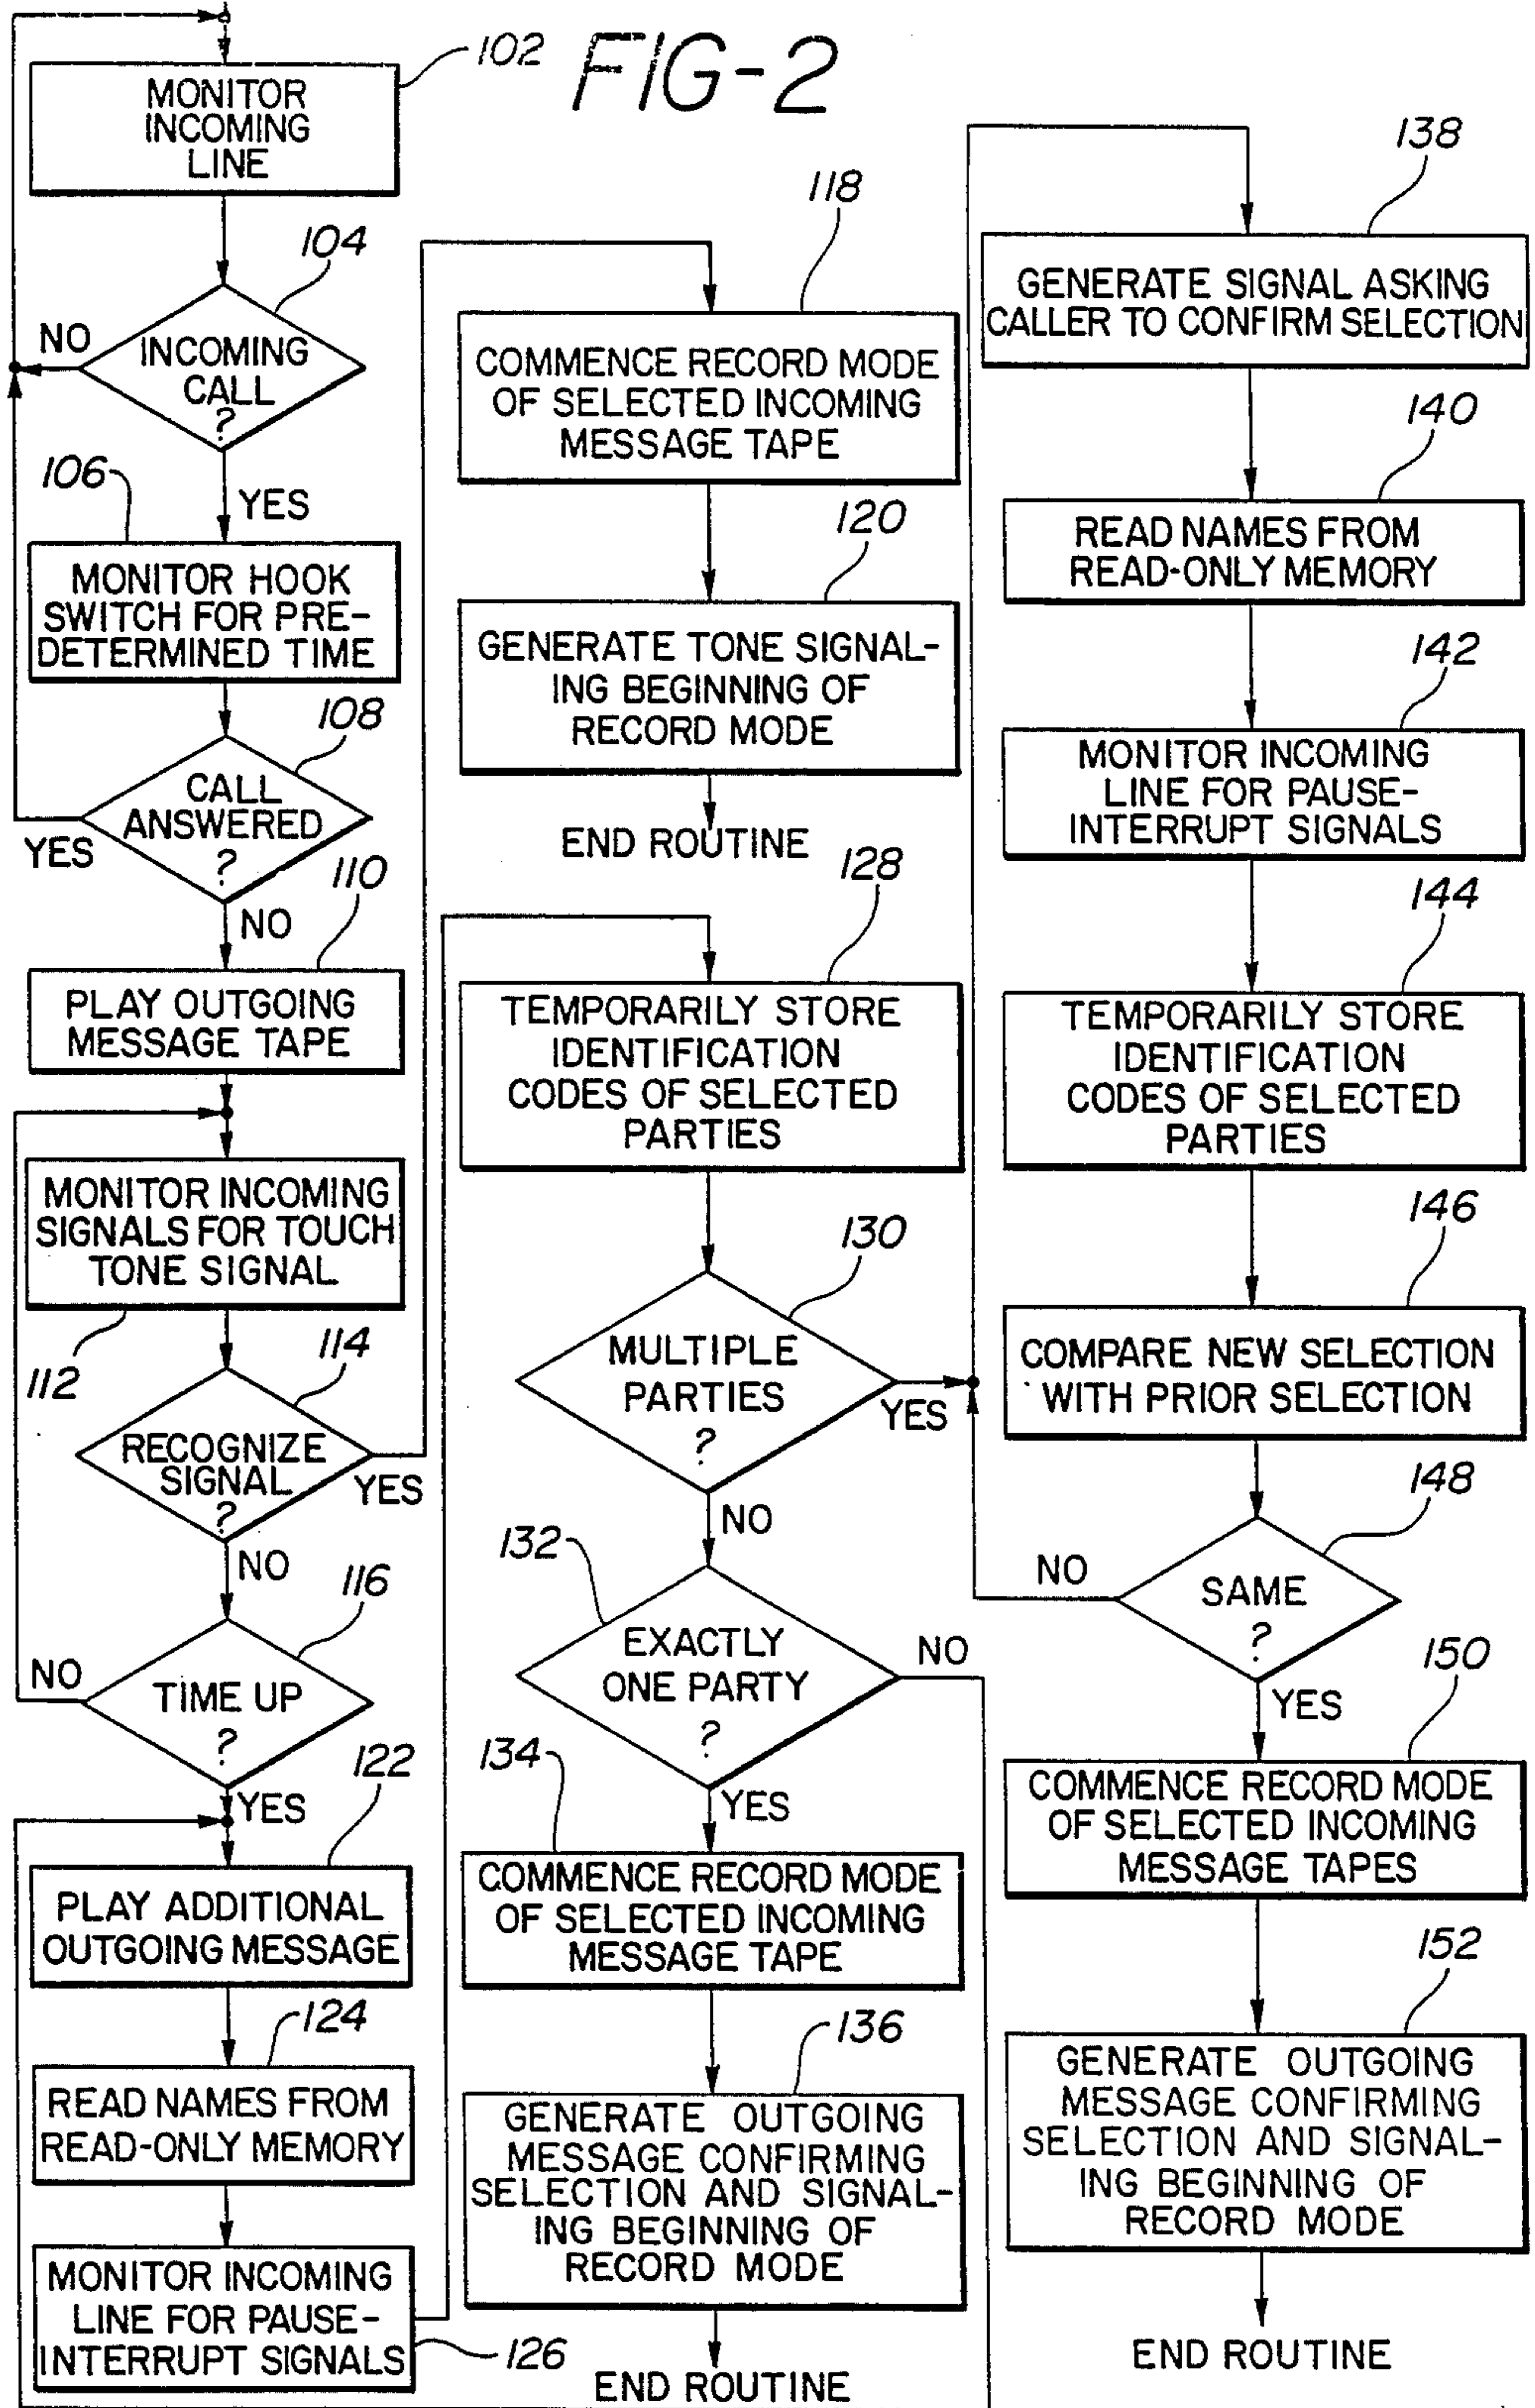 FIG-2
102
MONITOR
INCOMING
LINE
104
INCOMING
CALL
?
NO
YES
106
MONITOR HOOK
SWITCH FOR PRE-
DETERMINED TIME
108
CALL
ANSWERED
?
YES
NO
110
PLAY OUTGOING
MESSAGE TAPE
MONITOR INCOMING
SIGNALS FOR TOUCH
TONE SIGNAL
112
114
RECOGNIZE
SIGNAL
?
YES
NO
116
TIME UP
?
NO
YES
122
PLAY ADDITIONAL
OUTGOING MESSAGE
124
READ NAMES FROM
READ-ONLY MEMORY
MONITOR INCOMING
LINE FOR PAUSE-
INTERRUPT SIGNALS
126
118
COMMENCE RECORD MODE
OF SELECTED INCOMING
MESSAGE TAPE
120
GENERATE TONE SIGNAL-
ING BEGINNING OF
RECORD MODE
END ROUTINE
128
TEMPORARILY STORE
IDENTIFICATION
CODES OF SELECTED
PARTIES
130
MULTIPLE
PARTIES
?
YES
NO
132
EXACTLY
ONE PARTY
?
NO
YES
134
COMMENCE RECORD MODE
OF SELECTED INCOMING
MESSAGE TAPE
136
GENERATE OUTGOING
MESSAGE CONFIRMING
SELECTION AND SIGNAL-
ING BEGINNING OF
RECORD MODE
END ROUTINE
138
GENERATE SIGNAL ASKING
CALLER TO CONFIRM SELECTION
140
READ NAMES FROM
READ-ONLY MEMORY
142
MONITOR INCOMING
LINE FOR PAUSE-
INTERRUPT SIGNALS
144
TEMPORARILY STORE
IDENTIFICATION
CODES OF SELECTED
PARTIES
146
COMPARE NEW SELECTION
WITH PRIOR SELECTION
148
SAME
?
NO
YES
150
COMMENCE RECORD MODE
OF SELECTED INCOMING
MESSAGE TAPES
152
GENERATE OUTGOING
MESSAGE CONFIRMING
SELECTION AND SIGNAL-
ING BEGINNING OF
RECORD MODE
END ROUTINE